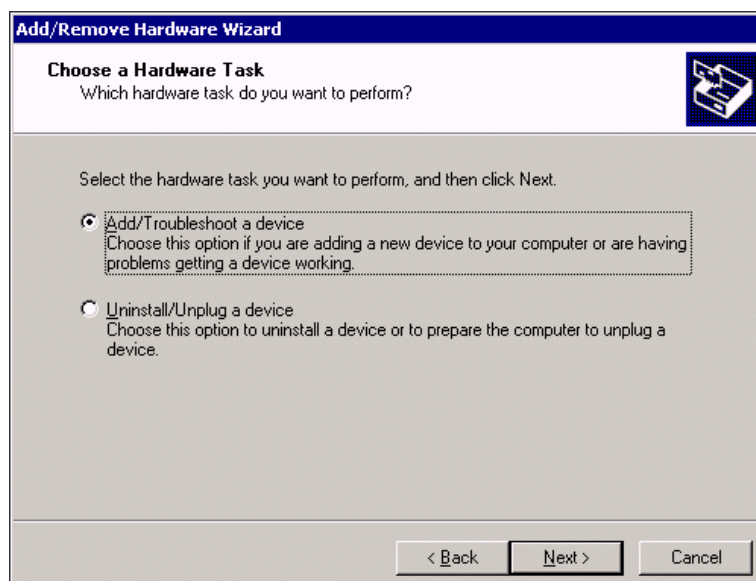 Add/Remove Hardware Wizard
Choose a Hardware Task
Which hardware task do you want to perform?
Select the hardware task you want to perform, and then click Next.
Add/Troubleshoot a device
Choose this option if you are adding a new device to your computer or are having
problems getting a device working.
Uninstall/Unplug a device
Choose this option to uninstall a device or to prepare the computer to unplug a
device.
< Back Next > Cancel